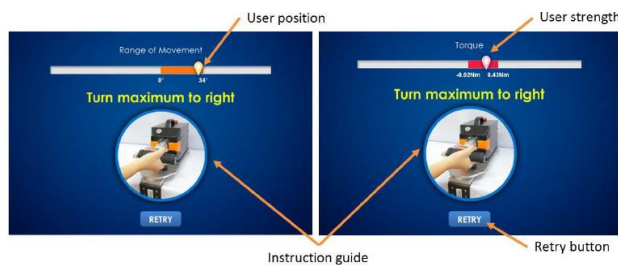 User position
User strength
Range of Movement
0°
34°
Turn maximum to right
RETRY
Torque
-0.02Nm
0.43Nm
Turn maximum to right
RETRY
Instruction guide
Retry button